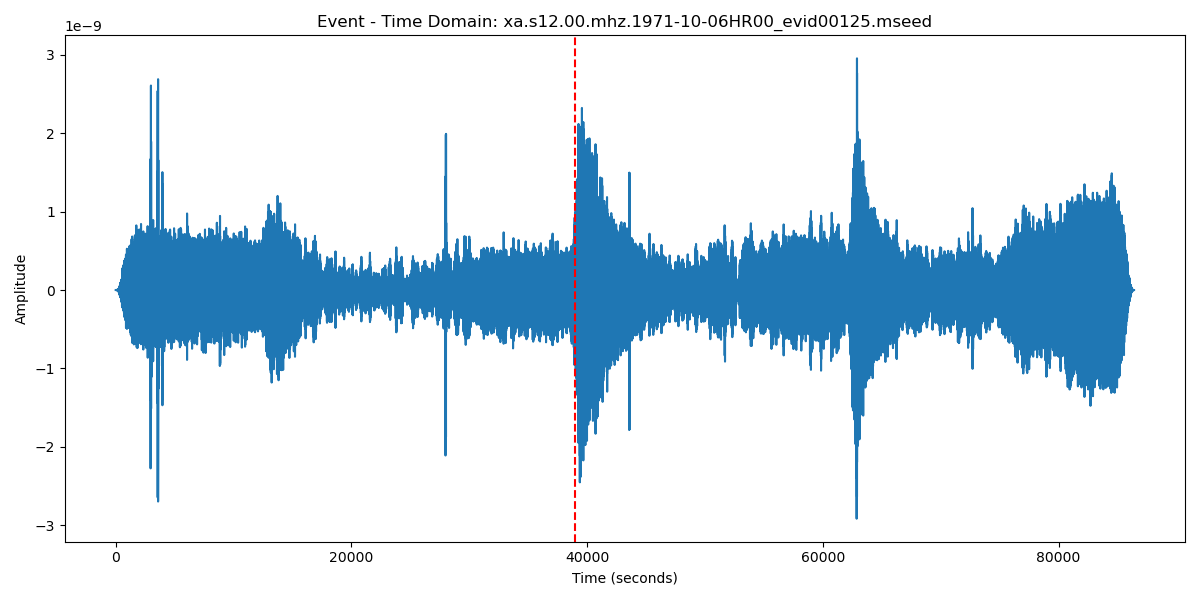 Event - Time Domain: xa.s12.00.mhz.1971-10-06HR00_evid00125.mseed
1e−9
3
2
1
0
−1
−2
−3
Amplitude
0 20000 40000 60000 80000
Time (seconds)